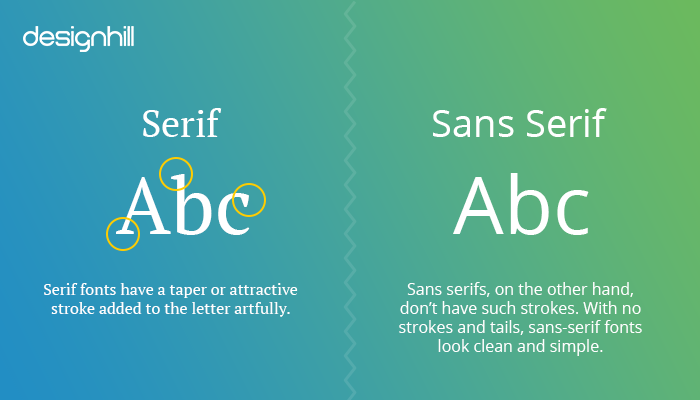 designhill
Serif
Abc
Serif fonts have a taper or attractive
stroke added to the letter artfully.
Sans Serif
Abc
Sans serifs, on the other hand,
don’t have such strokes. With no
strokes and tails, sans-serif fonts
look clean and simple.